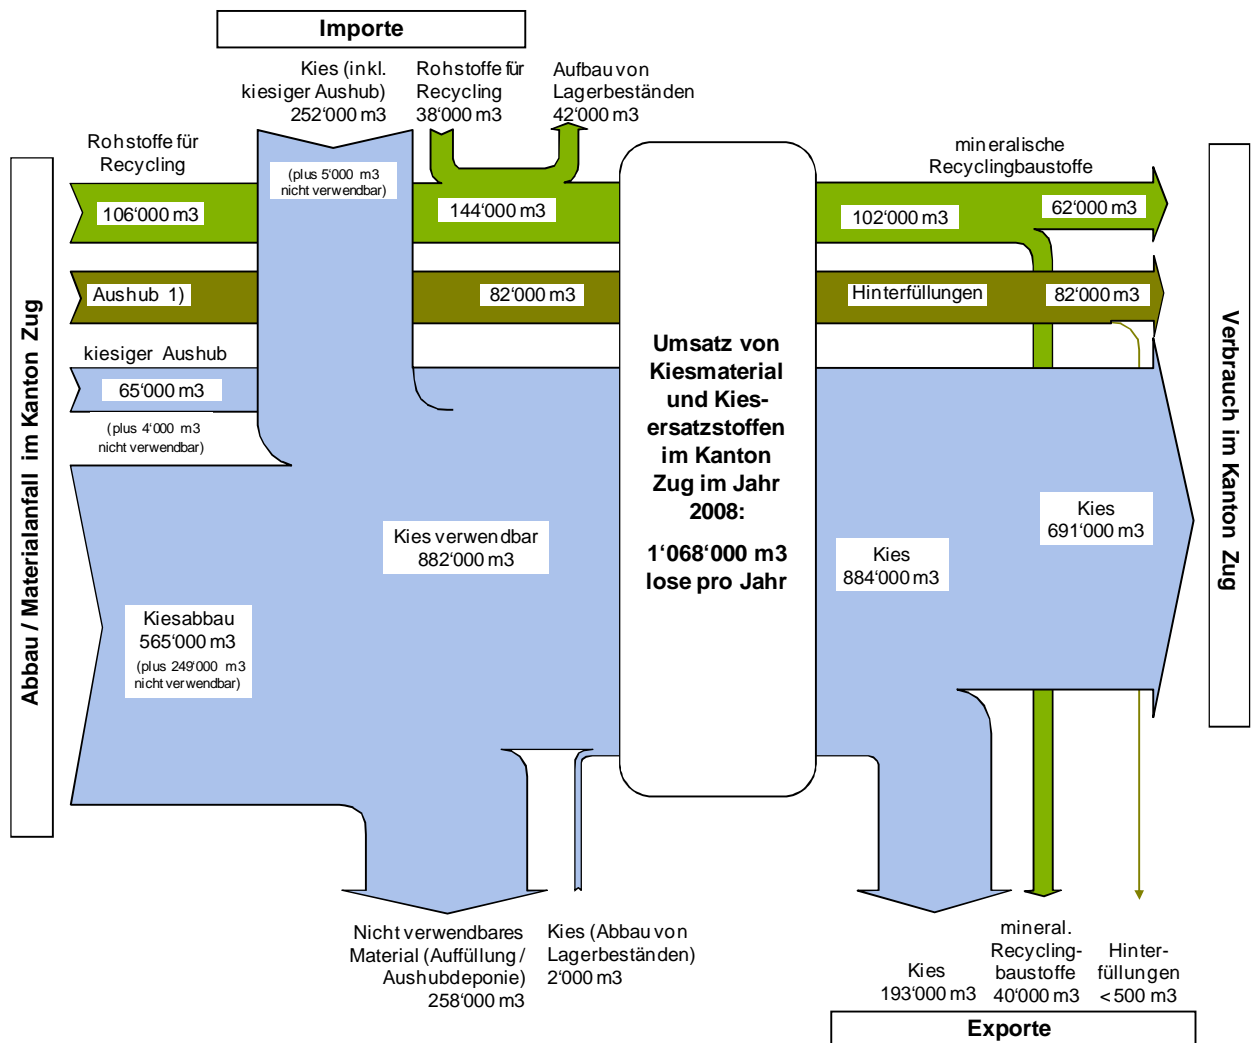 Importe
Kies (inkl.
kiesiger Aushub)
252‘000 m3
Rohstoffe für
Recycling
38‘000 m3
Aufbau von
Lagerbeständen
42‘000 m3
Rohstoffe für
Recycling
(plus 5‘000 m3
nicht verwendbar)
mineralische
Recyclingbaustoffe
106‘000 m3
144‘000 m3
102‘000 m3
62‘000 m3
Aushub 1)
82‘000 m3
Hinterfüllungen
82‘000 m3
kiesiger Aushub
65‘000 m3
(plus 4‘000 m3
nicht verwendbar)
Abbau / Materialanfall im Kanton Zug
Umsatz von
Kiesmaterial
und Kies-
ersatzstoffen
im Kanton
Zug im Jahr
2008:
1‘068‘000 m3
lose pro Jahr
Verbrauch im Kanton Zug
Kies verwendbar
882‘000 m3
Kies
884‘000 m3
Kies
691‘000 m3
Kiesabbau
565‘000 m3
(plus 249‘000 m3
nicht verwendbar)
Nicht verwendbares
Material (Auffüllung /
Aushubdeponie)
258‘000 m3
Kies (Abbau von
Lagerbeständen)
2‘000 m3
Kies
193‘000 m3
mineral.
Recycling-
baustoffe
40‘000 m3
Hinter-
füllungen
<500 m3
Exporte